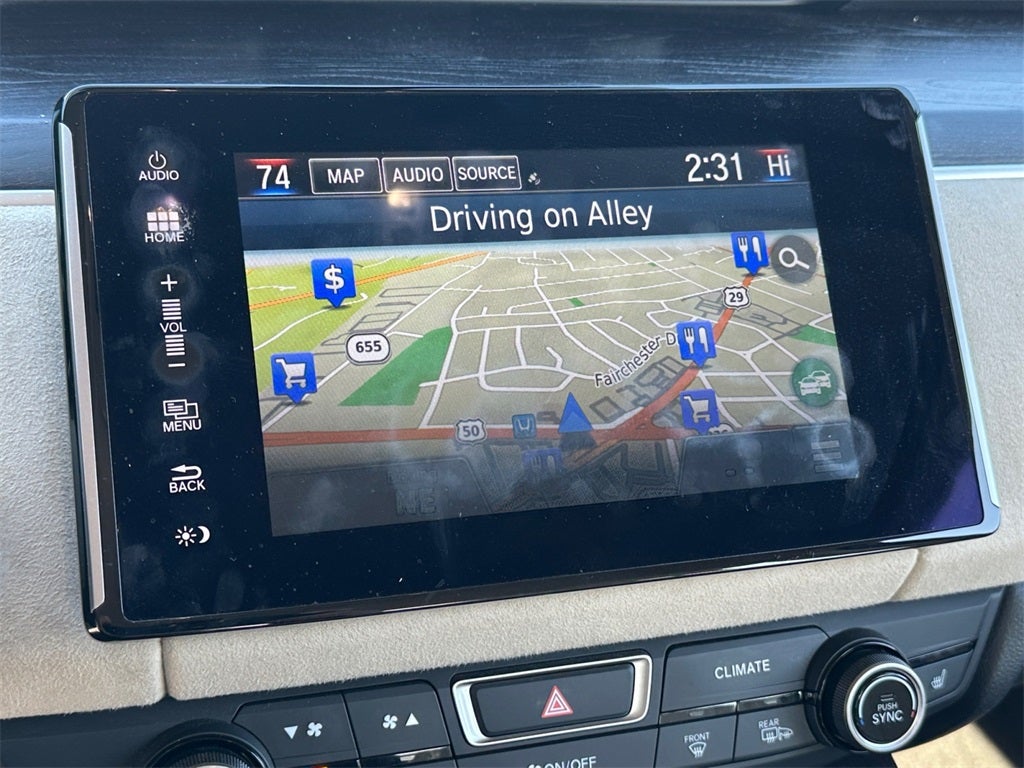 AUDIO
HOME
+
VOL
−
MENU
BACK
74 MAP AUDIO SOURCE 2:31 Hi
Driving on Alley
$
29
655
Fairchester D
50
NE
CLIMATE
ON/OFF
FRONT
REAR
PUSH
SYNC